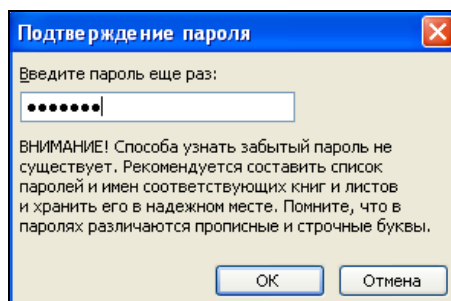 Подтверждение пароля
Введите пароль еще раз:
•••••••
ВНИМАНИЕ! Способа узнать забытый пароль не
существует. Рекомендуется составить список
паролей и имен соответствующих книг и листов
и хранить его в надежном месте. Помните, что в
паролях различаются прописные и строчные буквы.
ОК
Отмена